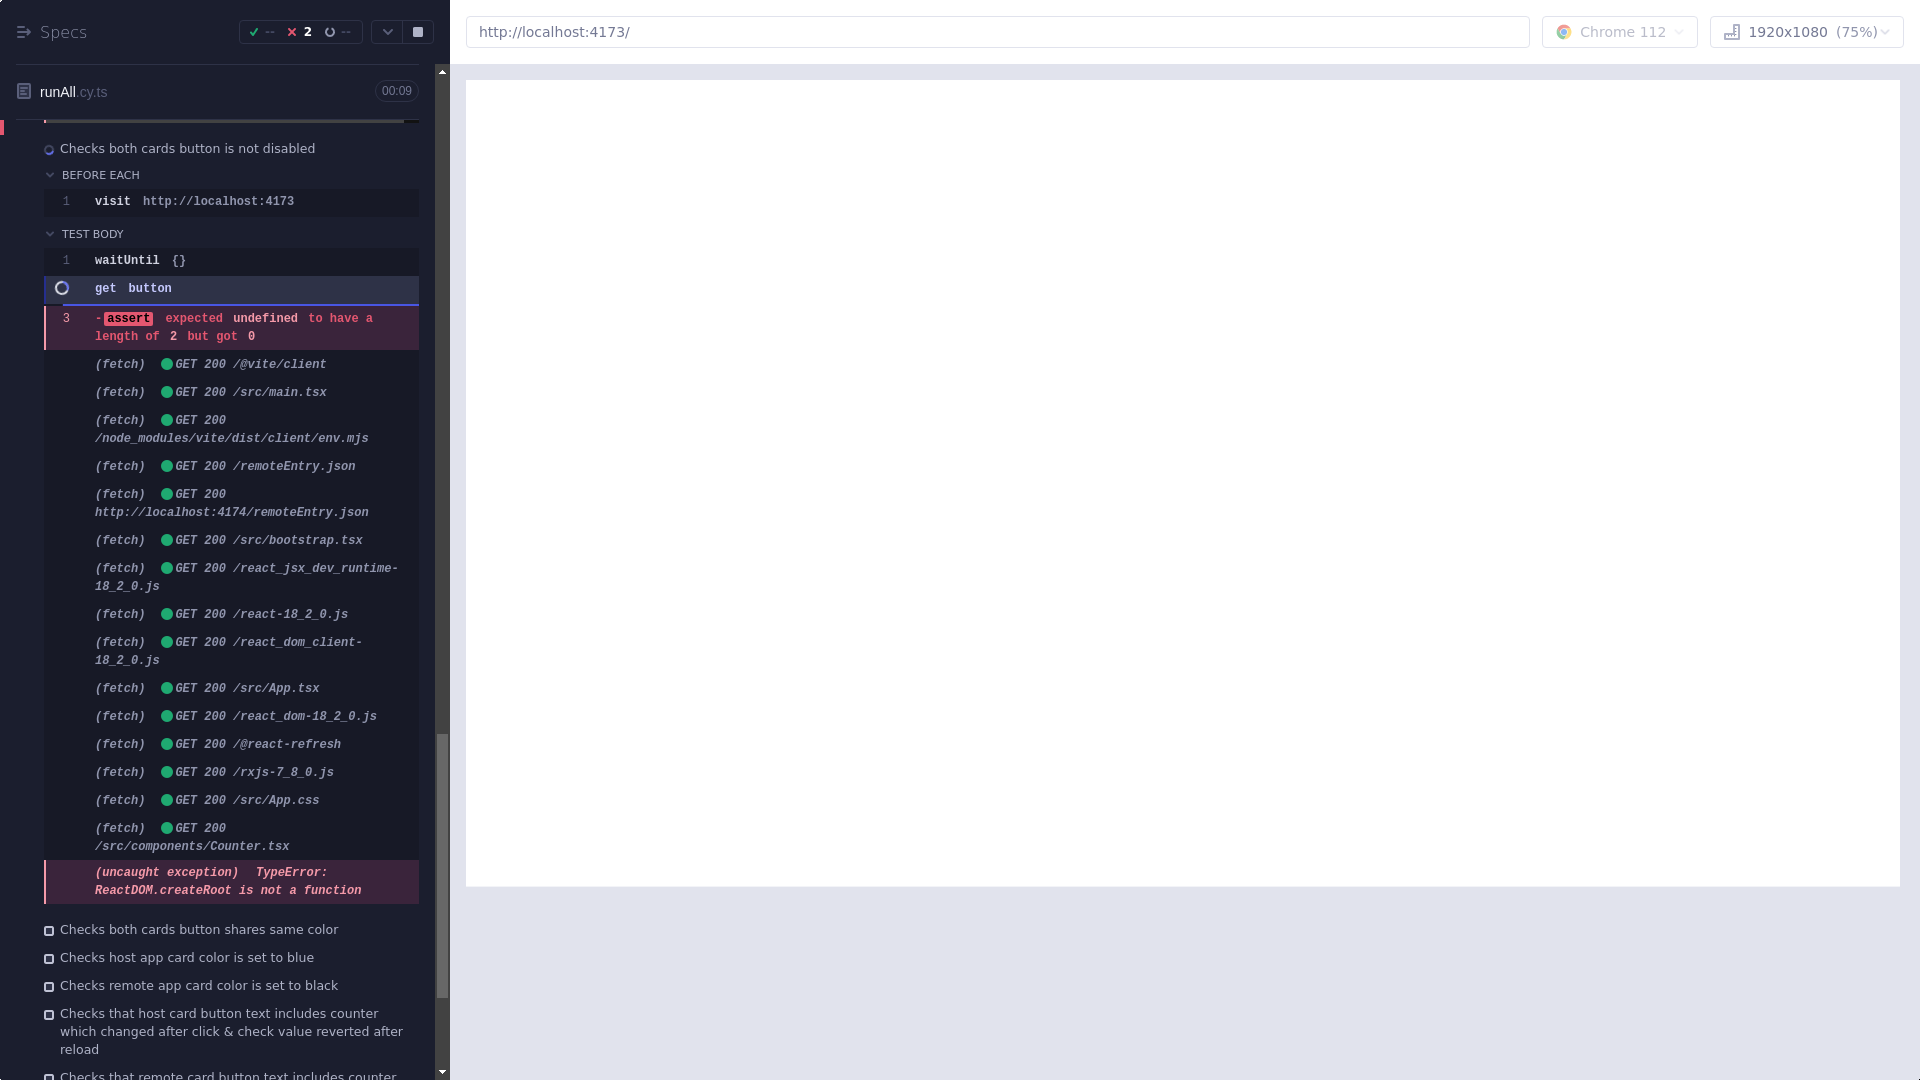 Specs
-- 2 --
http://localhost:4173/
Chrome 112
1920x1080 (75%)
runAll.cy.ts
00:09
Checks both cards button is not disabled
BEFORE EACH
1 visit http://localhost:4173
TEST BODY
1 waitUntil {}
get button
3 -assert expected undefined to have a
length of 2 but got 0
(fetch) GET 200 /@vite/client
(fetch) GET 200 /src/main.tsx
(fetch) GET 200
/node_modules/vite/dist/client/env.mjs
(fetch) GET 200 /remoteEntry.json
(fetch) GET 200
http://localhost:4174/remoteEntry.json
(fetch) GET 200 /src/bootstrap.tsx
(fetch) GET 200 /react_jsx_dev_runtime-
18_2_0.js
(fetch) GET 200 /react-18_2_0.js
(fetch) GET 200 /react_dom_client-
18_2_0.js
(fetch) GET 200 /src/App.tsx
(fetch) GET 200 /react_dom-18_2_0.js
(fetch) GET 200 /@react-refresh
(fetch) GET 200 /rxjs-7_8_0.js
(fetch) GET 200 /src/App.css
(fetch) GET 200
/src/components/Counter.tsx
(uncaught exception) TypeError:
ReactDOM.createRoot is not a function
Checks both cards button shares same color
Checks host app card color is set to blue
Checks remote app card color is set to black
Checks that host card button text includes counter
which changed after click & check value reverted after
reload
Checks that remote card button text includes counter